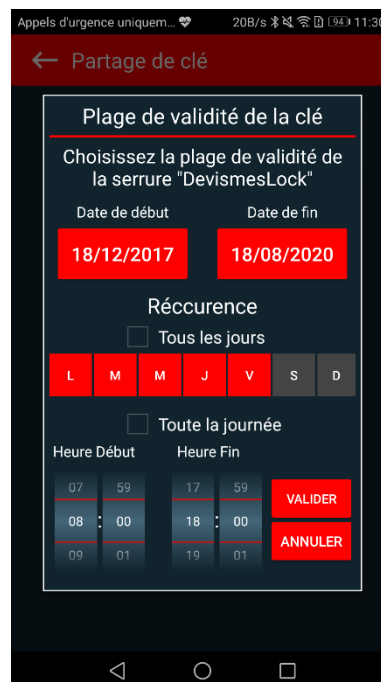 Appels d'urgence uniquem... 20B/s 94 11:30
Partage de clé
Plage de validité de la clé
Choisissez la plage de validité de
la serrure "DevismesLock"
Date de début Date de fin
18/12/2017 18/08/2020
Réccurence
Tous les jours
L M M J V S D
Toute la journée
Heure Début Heure Fin
07 59 17 59
VALIDER
08 : 00 18 : 00
ANNULER
09 01 19 01